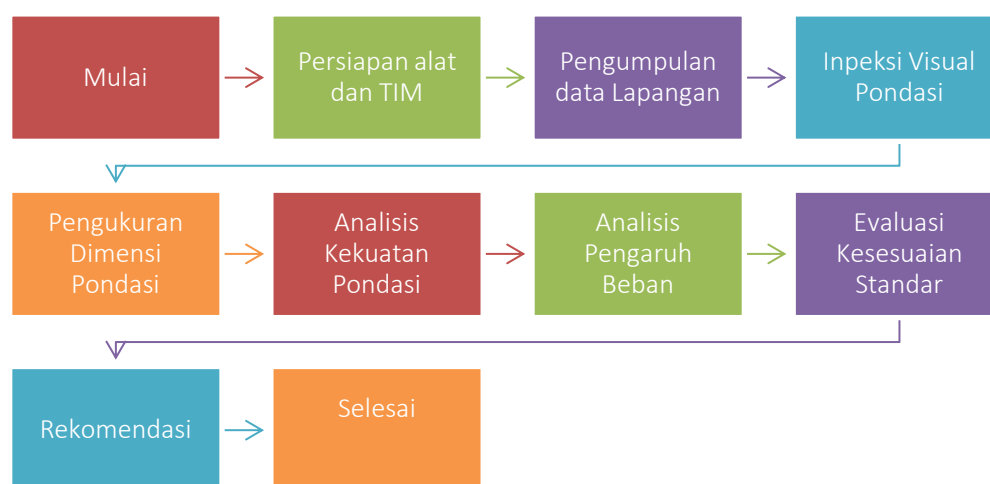 Mulai
Persiapan alat
dan TIM
Pengumpulan
data Lapangan
Inpeksi Visual
Pondasi
Pengukuran
Dimensi
Pondasi
Analisis
Kekuatan
Pondasi
Analisis
Pengaruh
Beban
Evaluasi
Kesesuaian
Standar
Rekomendasi
Selesai